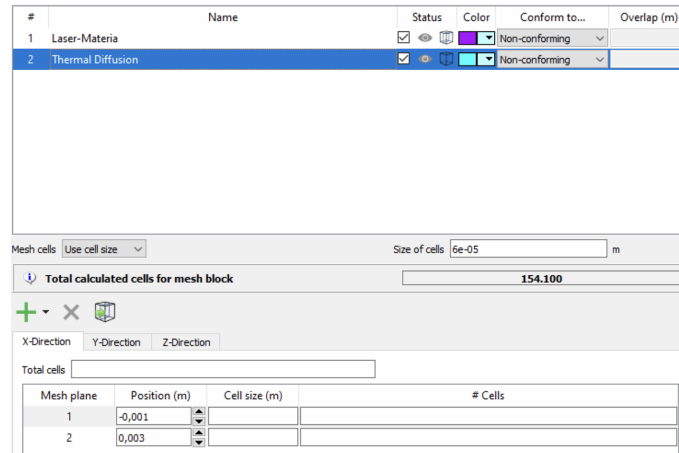 # Name Status Color Conform to... Overlap (m)
1 Laser-Materia Non-conforming
2 Thermal Diffusion Non-conforming
Mesh cells Use cell size Size of cells 6e-05 m
Total calculated cells for mesh block 154.100
X-Direction Y-Direction Z-Direction
Total cells
Mesh plane Position (m) Cell size (m) # Cells
1 -0,001
2 0,003